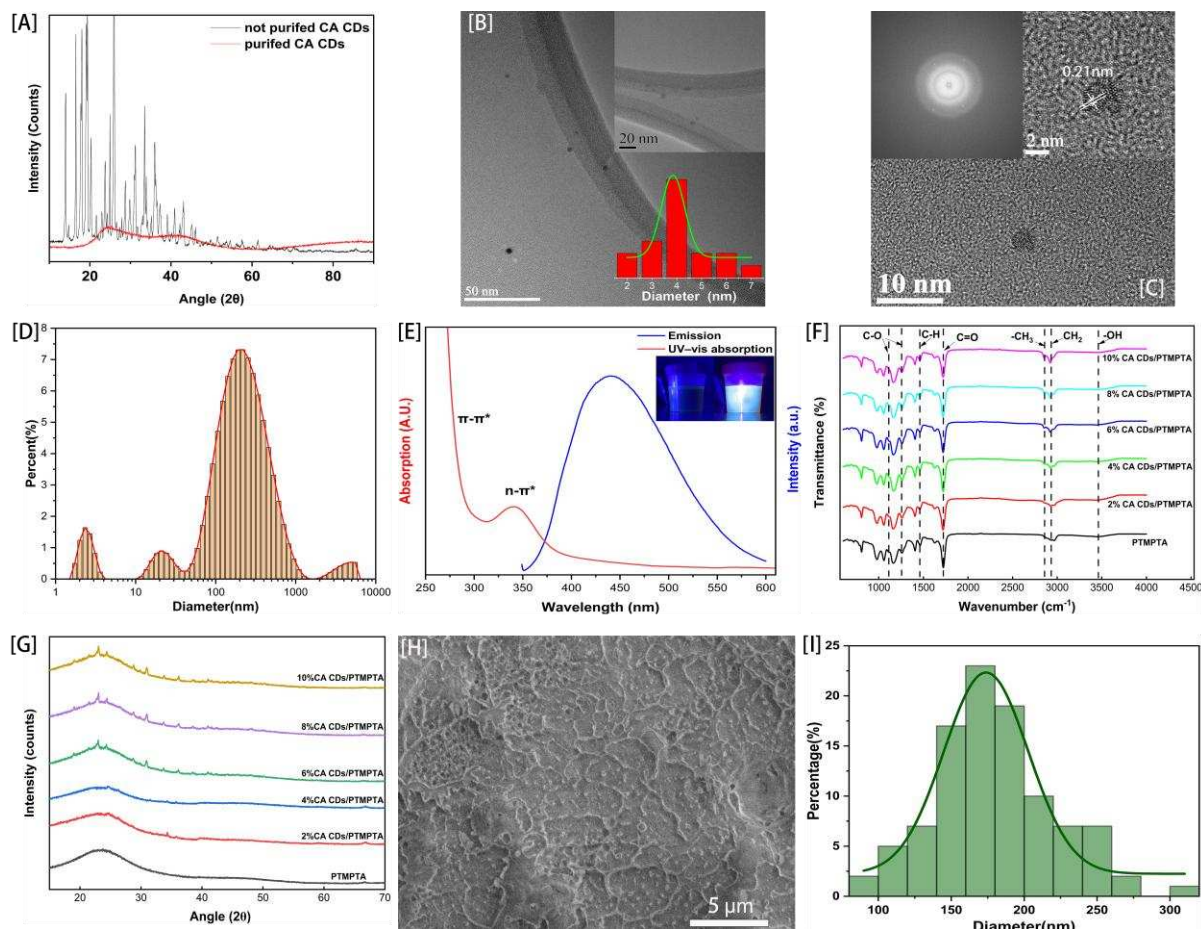 [A]
not purifed CA CDs
purifed CA CDs
Intensity (Counts)
20 40 60 80
Angle (2θ)
[B]
20 nm
50 nm
2 3 4 5 6 7
Diameter (nm)
[C]
0.21nm
2 nm
10 nm
[D]
Percent(%)
8
7
6
5
4
3
2
1
0
1 10 100 1000 10000
Diameter(nm)
[E]
Emission
UV–vis absorption
π-π*
n-π*
Absorption (A.U.)
Intensity (a.u.)
250 300 350 400 450 500 550 600
Wavelength (nm)
[F]
C-O C-H C=O -CH3 CH2 -OH
10% CA CDs/PTMPTA
8% CA CDs/PTMPTA
6% CA CDs/PTMPTA
4% CA CDs/PTMPTA
2% CA CDs/PTMPTA
PTMPTA
Transmittance (%)
1000 1500 2000 2500 3000 3500 4000 4500
Wavenumber (cm-1)
[G]
10%CA CDs/PTMPTA
8%CA CDs/PTMPTA
6%CA CDs/PTMPTA
4%CA CDs/PTMPTA
2%CA CDs/PTMPTA
PTMPTA
Intensity (counts)
20 30 40 50 60 70
Angle (2θ)
[H]
5 μm
[I]
Percentage(%)
25
20
15
10
5
0
100 150 200 250 300
Diameter(nm)